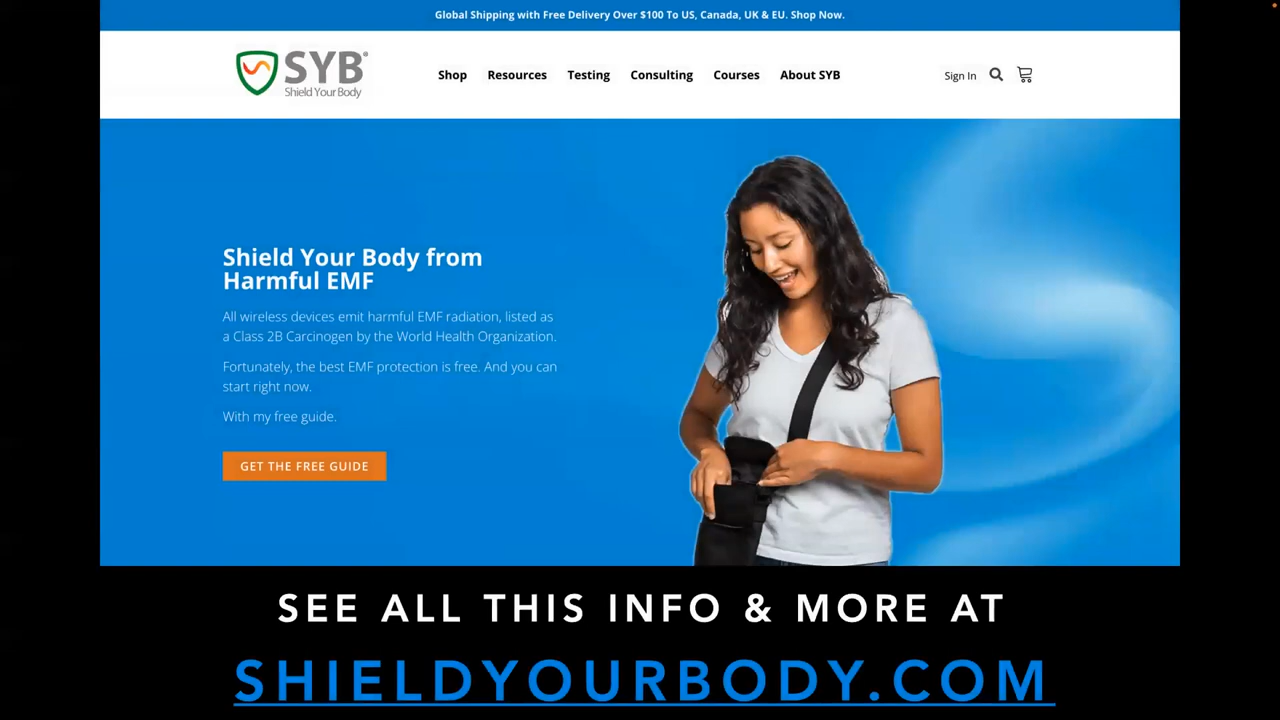 Global Shipping with Free Delivery Over $100 To US, Canada, UK & EU. Shop Now.
SYB®
Shield Your Body
Shop Resources Testing Consulting Courses About SYB
Sign In
Shield Your Body from
Harmful EMF
All wireless devices emit harmful EMF radiation, listed as
a Class 2B Carcinogen by the World Health Organization.
Fortunately, the best EMF protection is free. And you can
start right now.
With my free guide.
GET THE FREE GUIDE
SEE ALL THIS INFO & MORE AT
SHIELDYOURBODY.COM